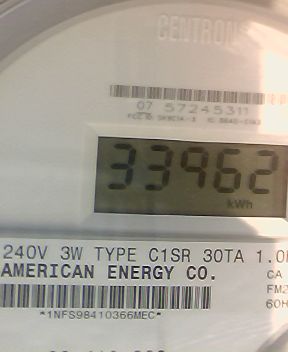 CENTRON
07 57245311
33962
kWh
240V 3W TYPE C1SR 30TA 1.0
AMERICAN ENERGY CO.
CA
FM2
60H
*1NFS98410366MEC*